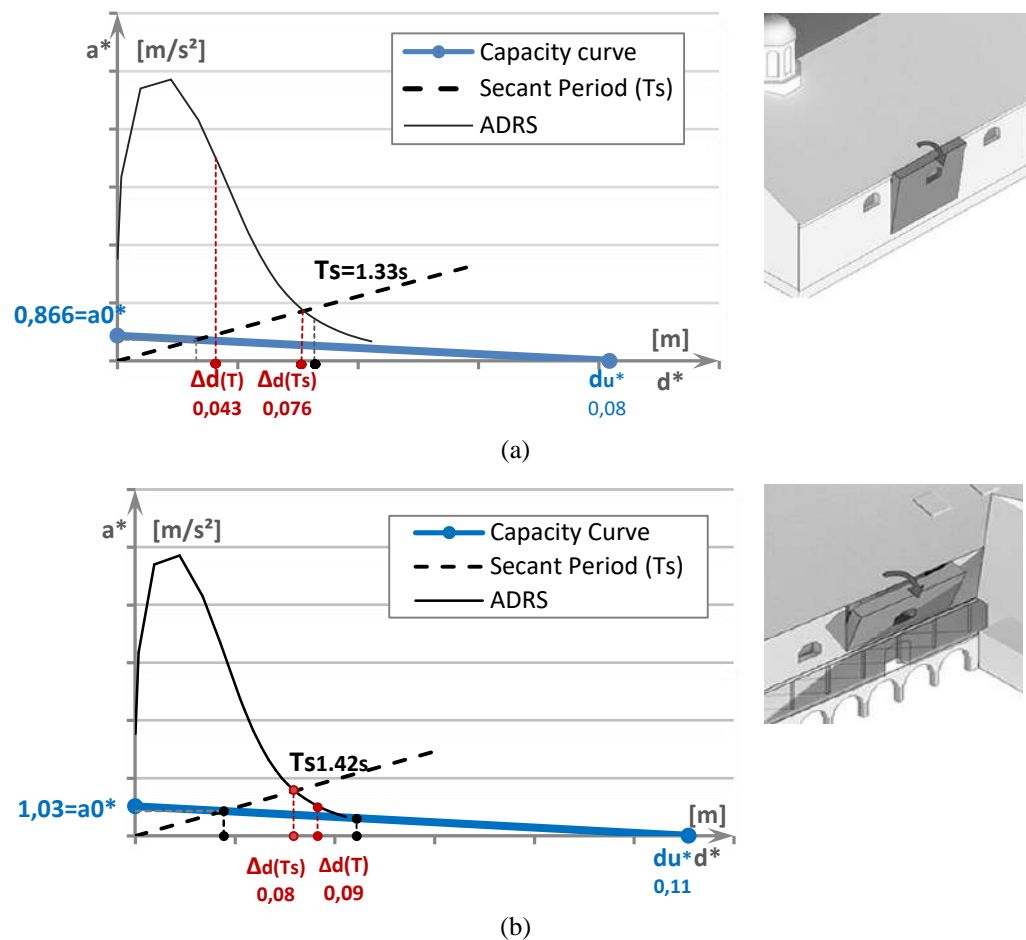 a* [m/s²]
Capacity curve
Secant Period (Ts)
ADRS
Ts=1.33s
0,866=a0*
[m]
Δd(T) Δd(Ts) du* d*
0,043 0,076 0,08
(a)
a* [m/s²]
Capacity Curve
Secant Period (Ts)
ADRS
Ts1.42s
1,03=a0*
[m]
du* d*
Δd(Ts) Δd(T)
0,11
0,08 0,09
(b)